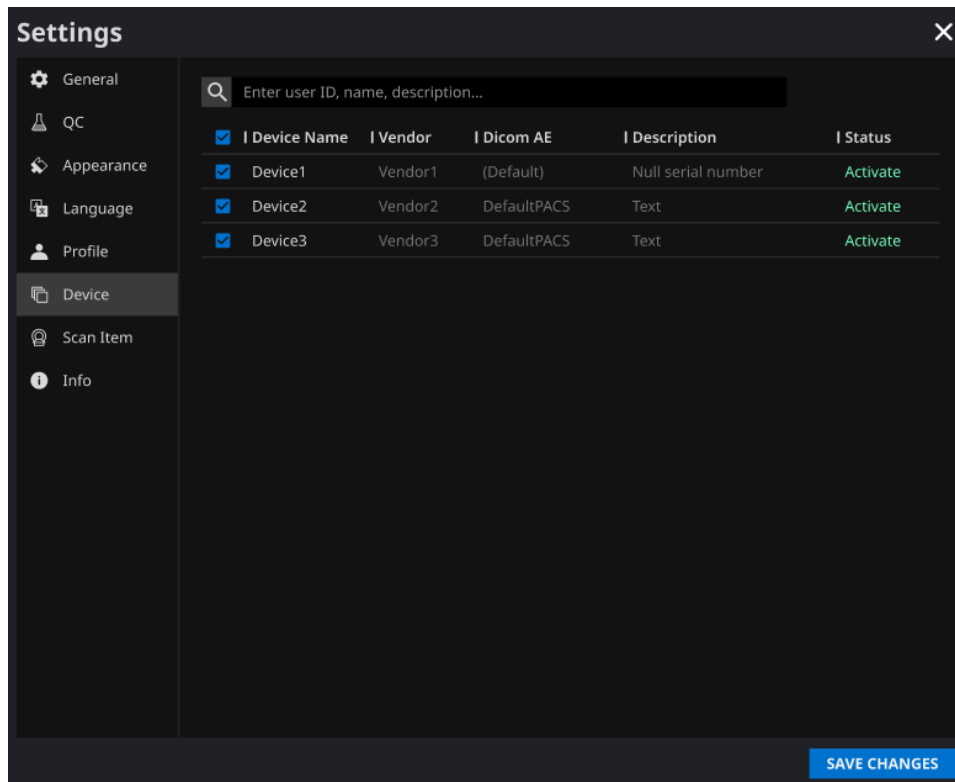 Settings
General
QC
Appearance
Language
Profile
Device
Scan Item
Info
Enter user ID, name, description...
Device Name Vendor Dicom AE Description Status
Device1 Vendor1 (Default) Null serial number Activate
Device2 Vendor2 DefaultPACS Text Activate
Device3 Vendor3 DefaultPACS Text Activate
SAVE CHANGES